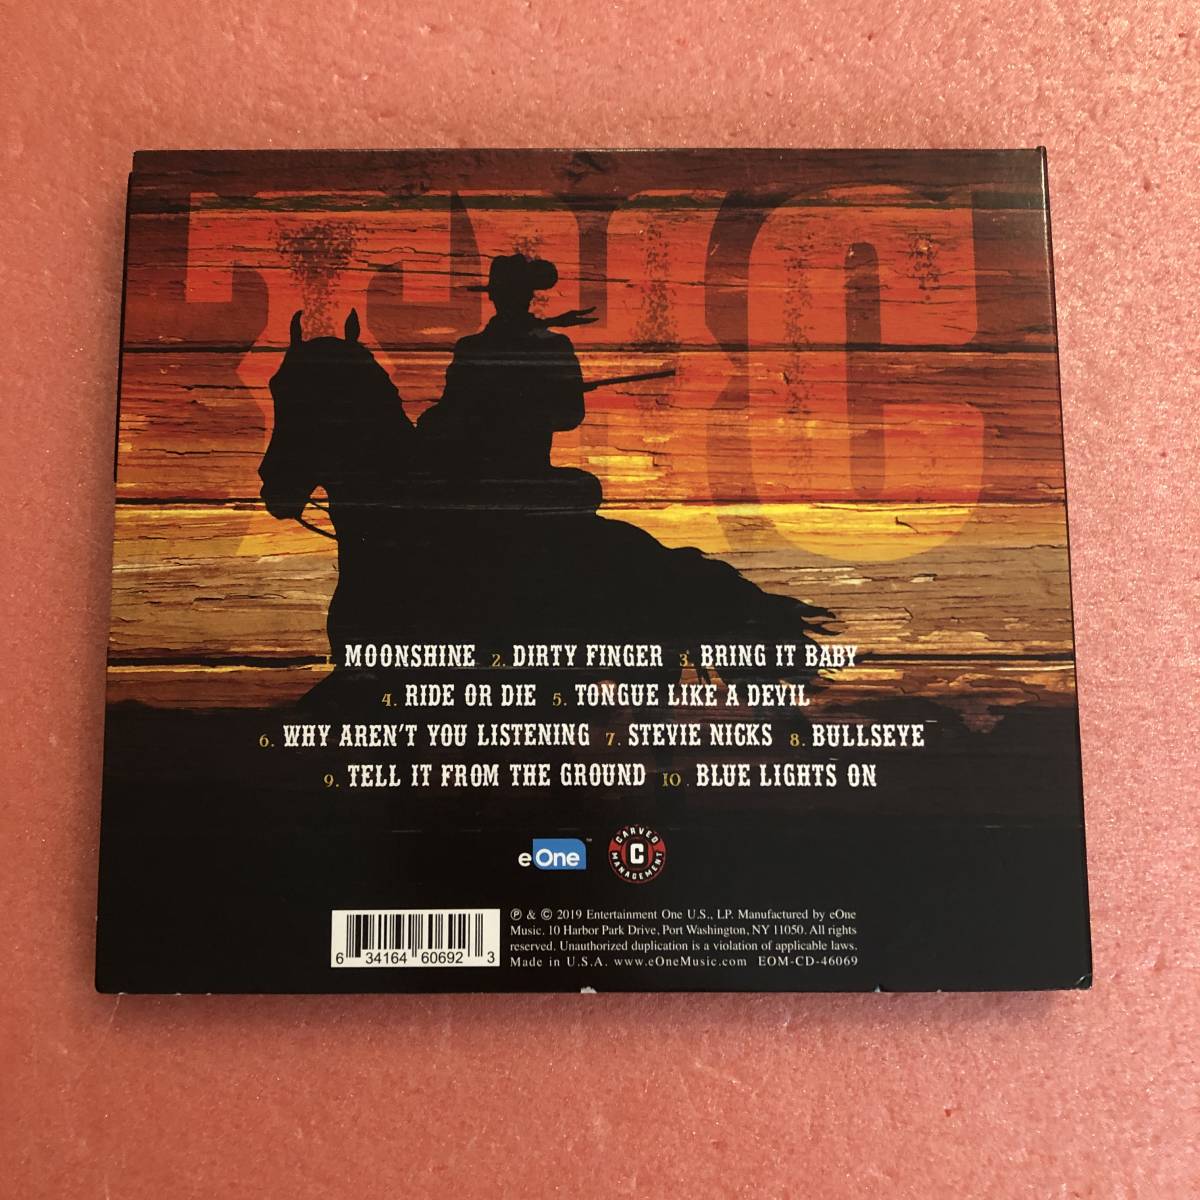 THC
1. MOONSHINE 2. DIRTY FINGER 3. BRING IT BABY
4. RIDE OR DIE 5. TONGUE LIKE A DEVIL
6. WHY AREN'T YOU LISTENING 7. STEVIE NICKS 8. BULLSEYE
9. TELL IT FROM THE GROUND 10. BLUE LIGHTS ON
eOne™
CARVED
C
MANAGEMENT
6 34164 60692 3
℗ & © 2019 Entertainment One U.S., LP. Manufactured by eOne
Music. 10 Harbor Park Drive, Port Washington, NY 11050. All rights
reserved. Unauthorized duplication is a violation of applicable laws.
Made in U.S.A. www.eOneMusic.com EOM-CD-46069